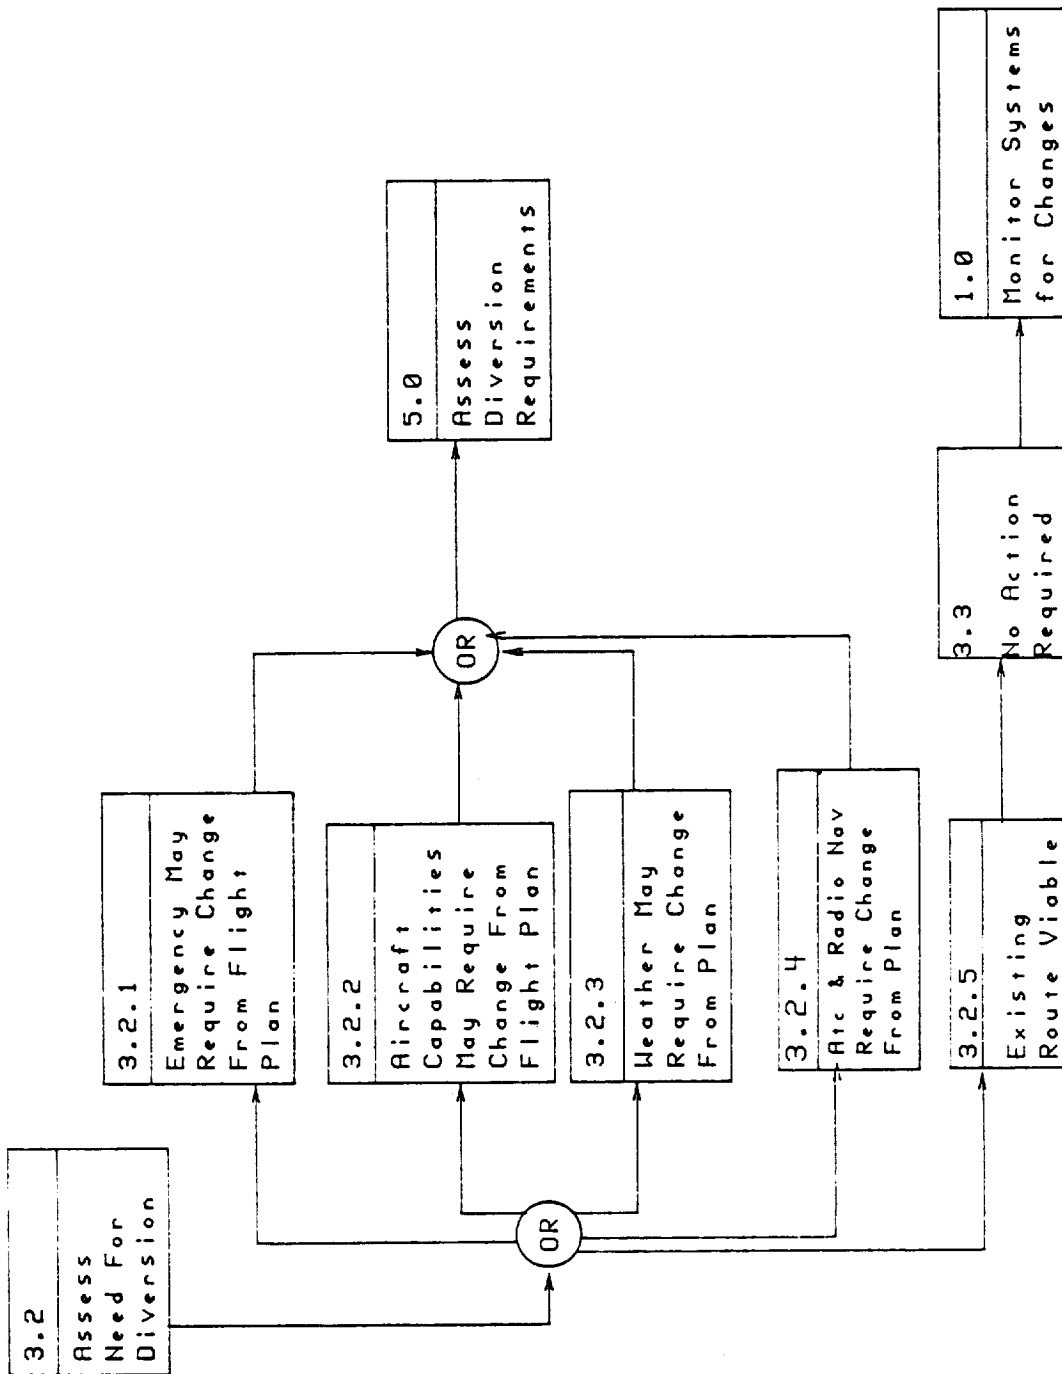 3.2
Assess
Need For
Diversion
OR
3.2.1
Emergency May
Require Change
From Flight
Plan
3.2.2
Aircraft
Capabilities
May Require
Change From
Flight Plan
3.2.3
Weather May
Require Change
From Plan
3.2.4
Atc & Radio Nav
Require Change
From Plan
3.2.5
Existing
Route Viable
OR
5.0
Assess
Diversion
Requirements
3.3
No Action
Required
1.0
Monitor Systems
for Changes